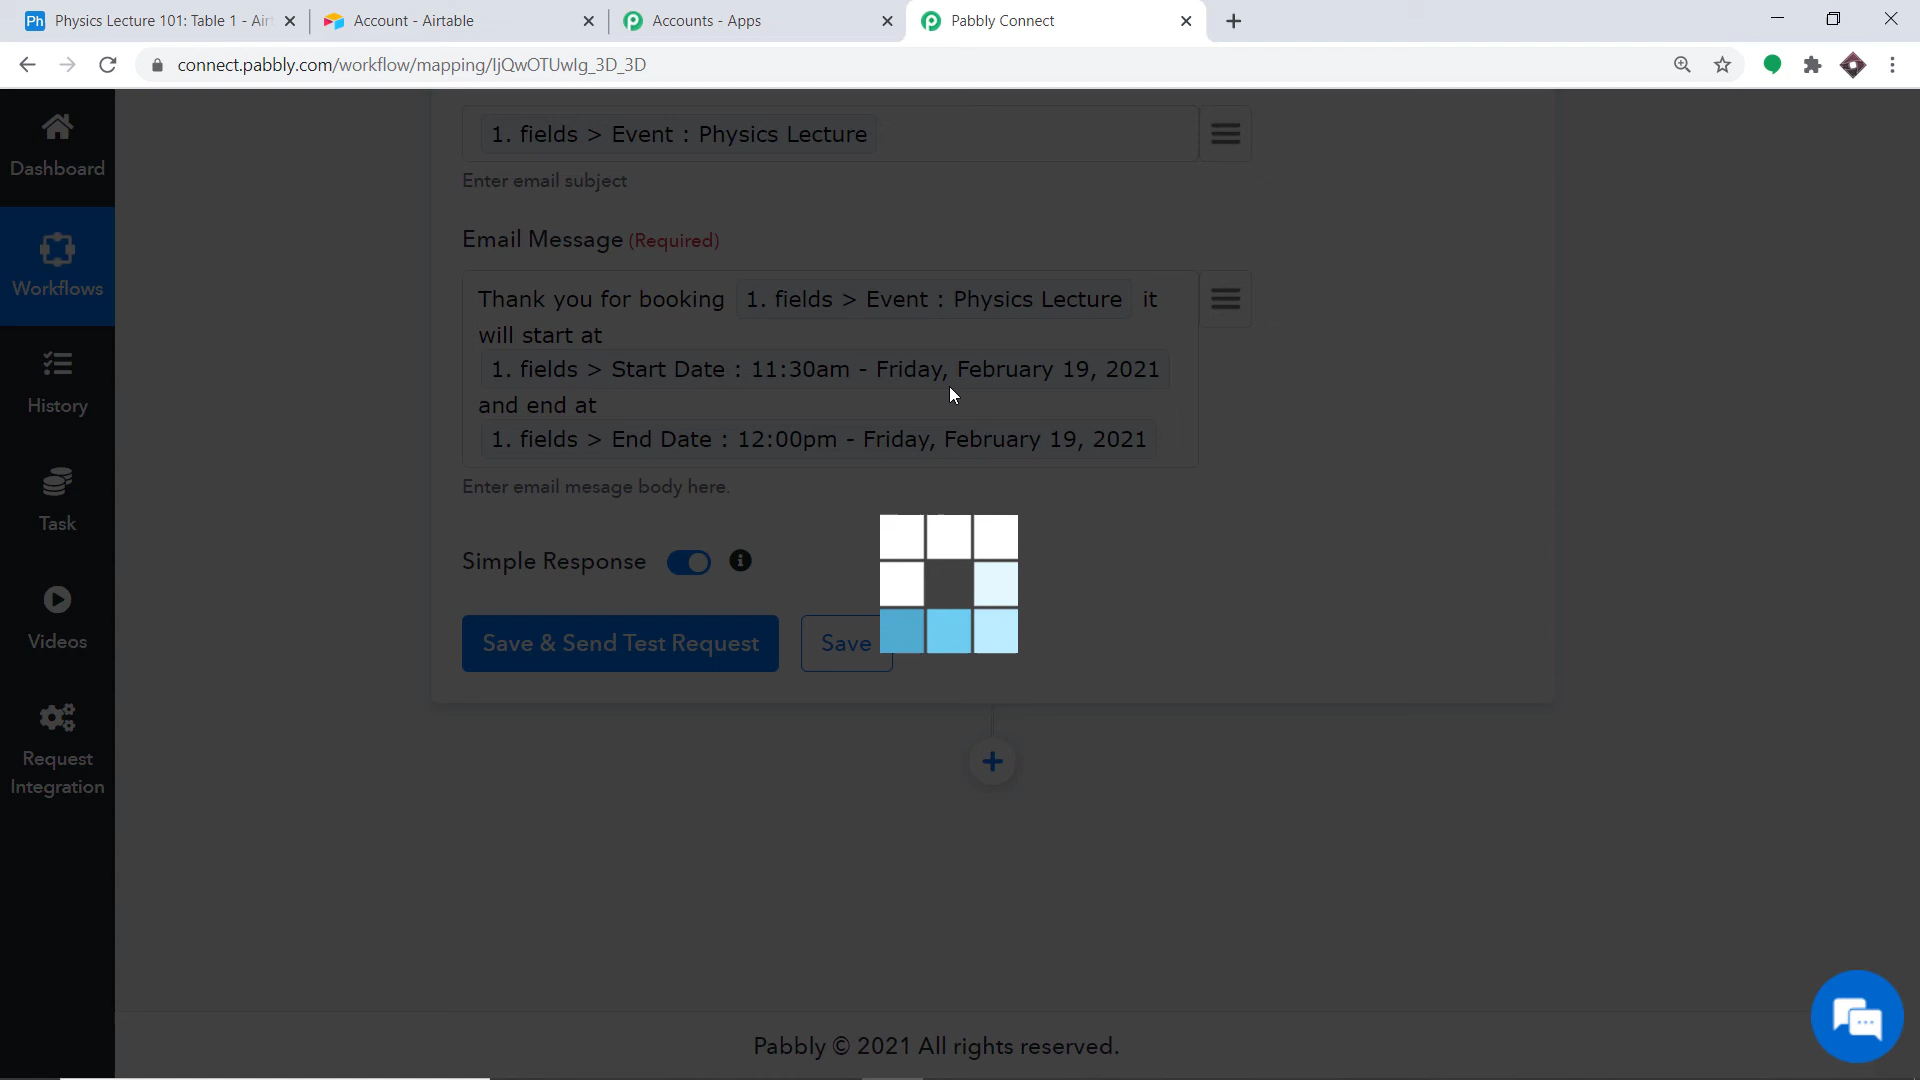 Physics Lecture 101: Table 1 - Air
Account - Airtable
Accounts - Apps
Pabbly Connect
connect.pabbly.com/workflow/mapping/IjQwOTUwIg_3D_3D
Dashboard
Workflows
History
Task
Videos
Request
Integration
1. fields > Event : Physics Lecture
Enter email subject
Email Message (Required)
Thank you for booking 1. fields > Event : Physics Lecture it
will start at
1. fields > Start Date : 11:30am - Friday, February 19, 2021
and end at
1. fields > End Date : 12:00pm - Friday, February 19, 2021
Enter email mesage body here.
Simple Response
Save & Send Test Request
Save
Pabbly © 2021 All rights reserved.